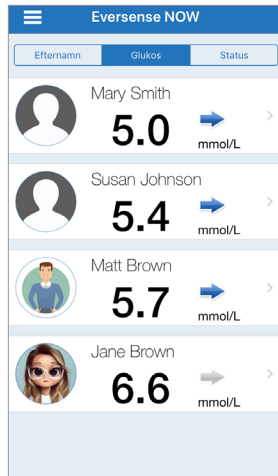 Eversense NOW
Efternamn Glukos Status
Mary Smith
5.0
mmol/L
Susan Johnson
5.4
mmol/L
Matt Brown
5.7
mmol/L
Jane Brown
6.6
mmol/L